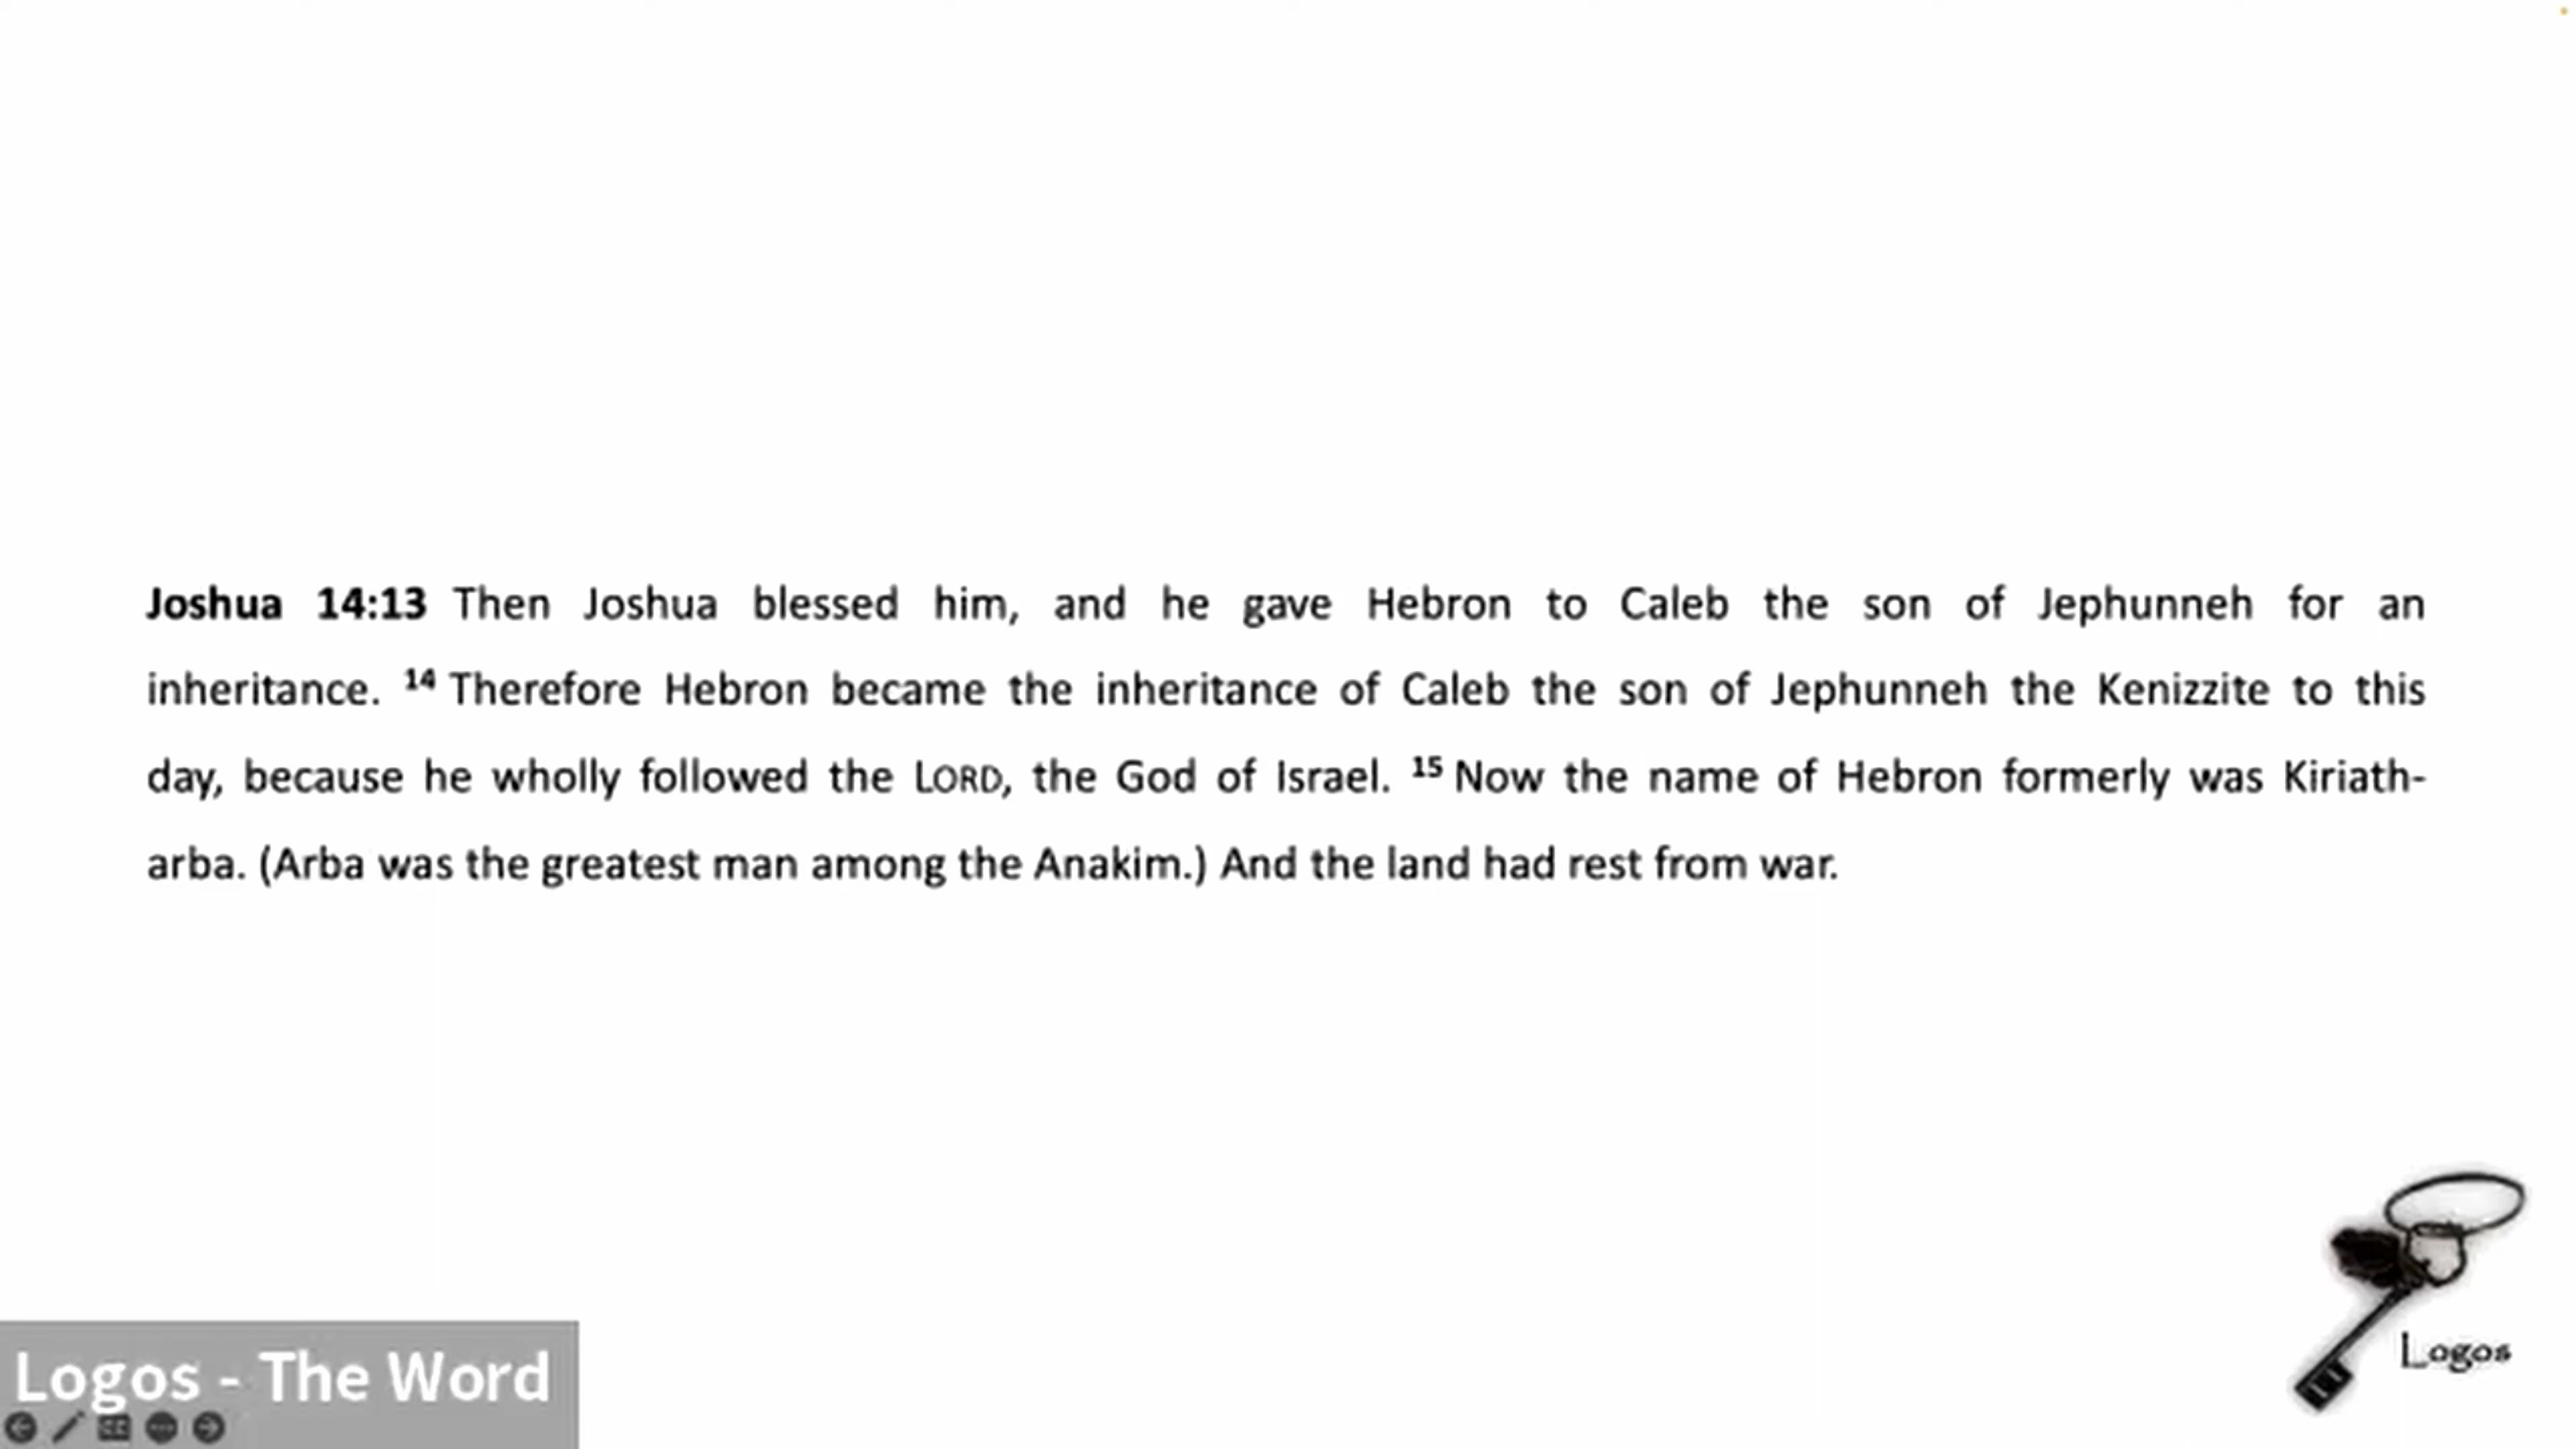 Joshua 14:13 Then Joshua blessed him, and he gave Hebron to Caleb the son of Jephunneh for an
inheritance. 14 Therefore Hebron became the inheritance of Caleb the son of Jephunneh the Kenizzite to this
day, because he wholly followed the LORD, the God of Israel. 15 Now the name of Hebron formerly was Kiriath-
arba. (Arba was the greatest man among the Anakim.) And the land had rest from war.
Logos
Logos - The Word